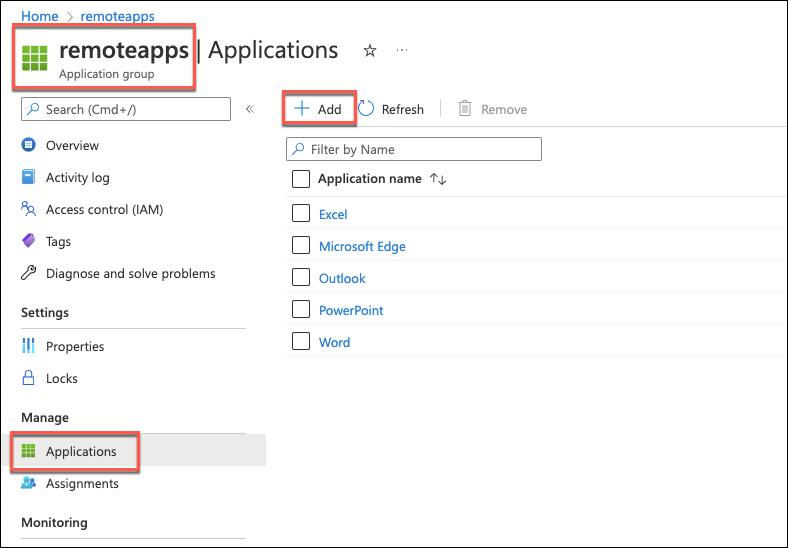 Home > remoteapps
remoteapps | Applications
Application group
Search (Cmd+/)
Overview
Activity log
Access control (IAM)
Tags
Diagnose and solve problems
Settings
Properties
Locks
Manage
Applications
Assignments
Monitoring
Add Refresh Remove
Filter by Name
Application name
Excel
Microsoft Edge
Outlook
PowerPoint
Word